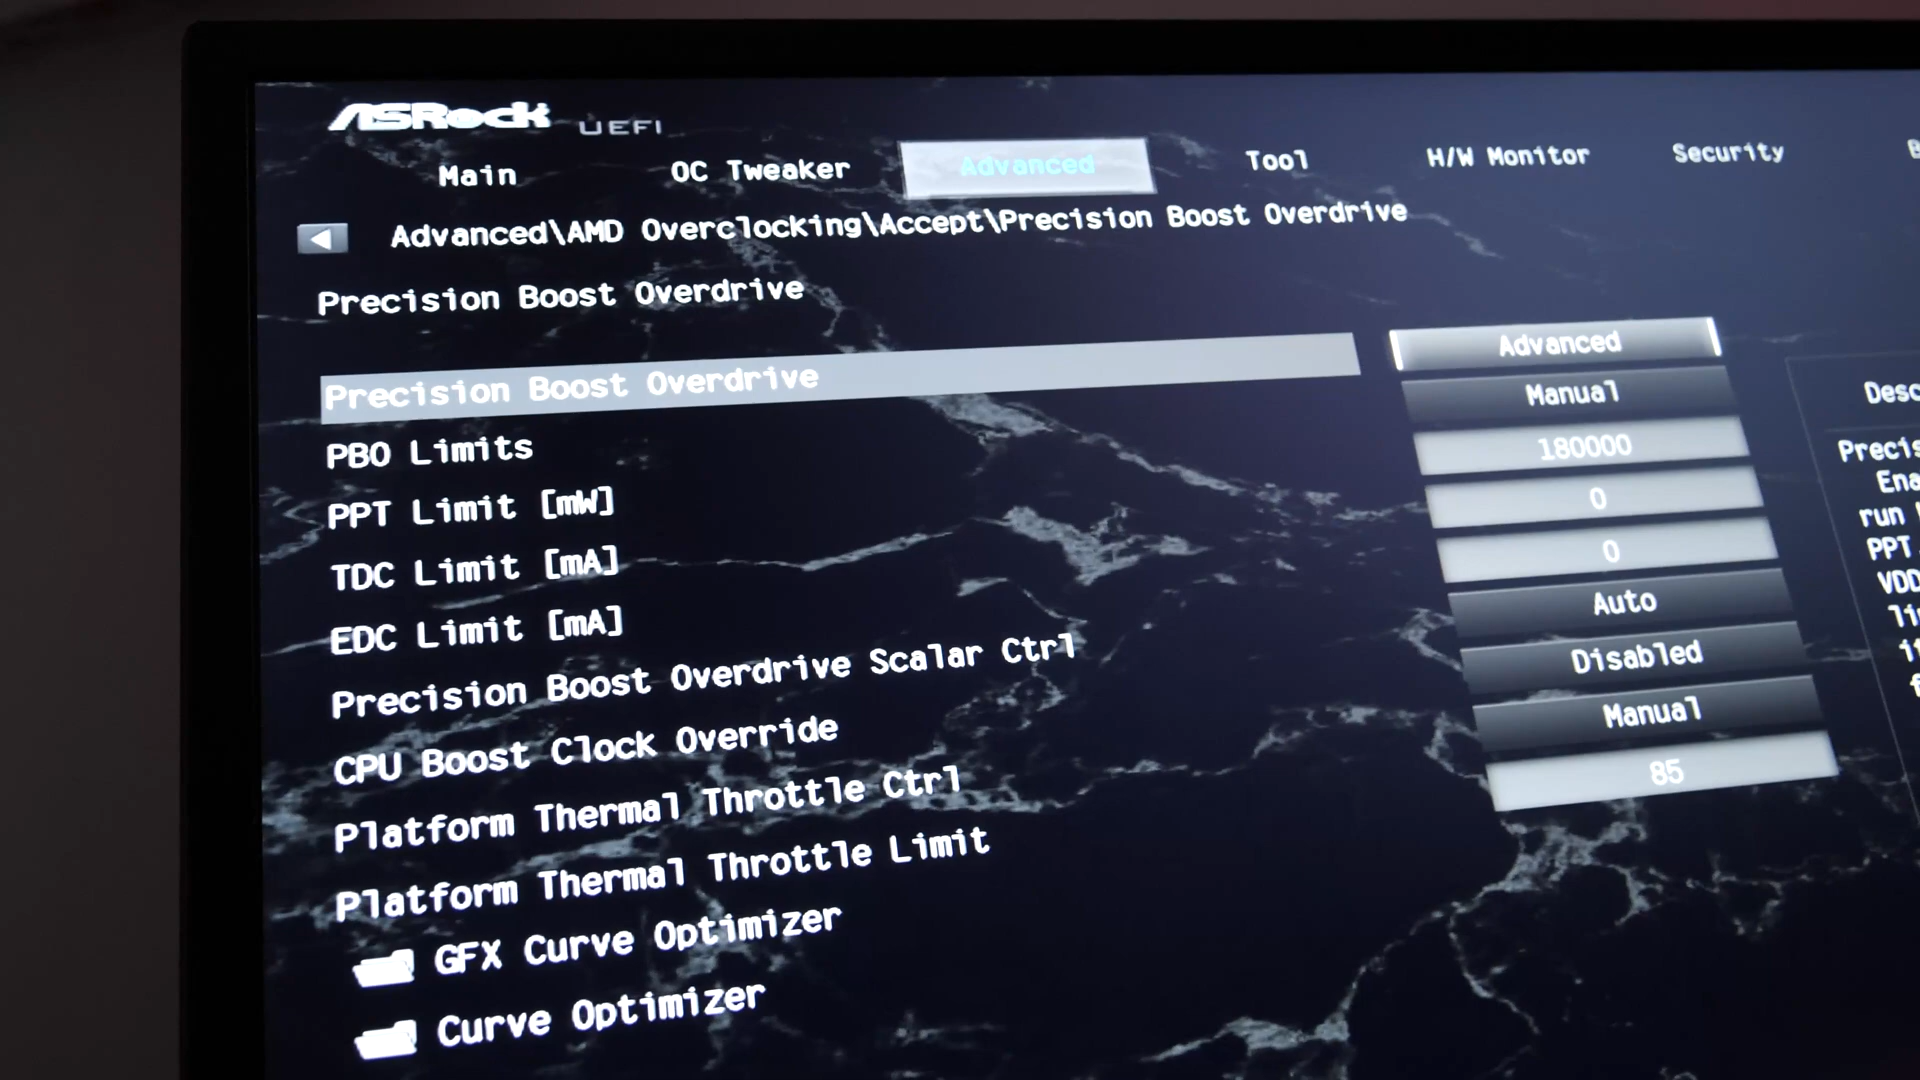 ASRock UEFI
Main OC Tweaker Advanced Tool H/W Monitor Security
Advanced\AMD Overclocking\Accept\Precision Boost Overdrive
Precision Boost Overdrive
Precision Boost Overdrive Advanced
PBO Limits Manual
PPT Limit [mW] 180000
TDC Limit [mA] 0
EDC Limit [mA] 0
Precision Boost Overdrive Scalar Ctrl Auto
CPU Boost Clock Override Disabled
Platform Thermal Throttle Ctrl Manual
Platform Thermal Throttle Limit 85
GFX Curve Optimizer
Curve Optimizer
run
PPT